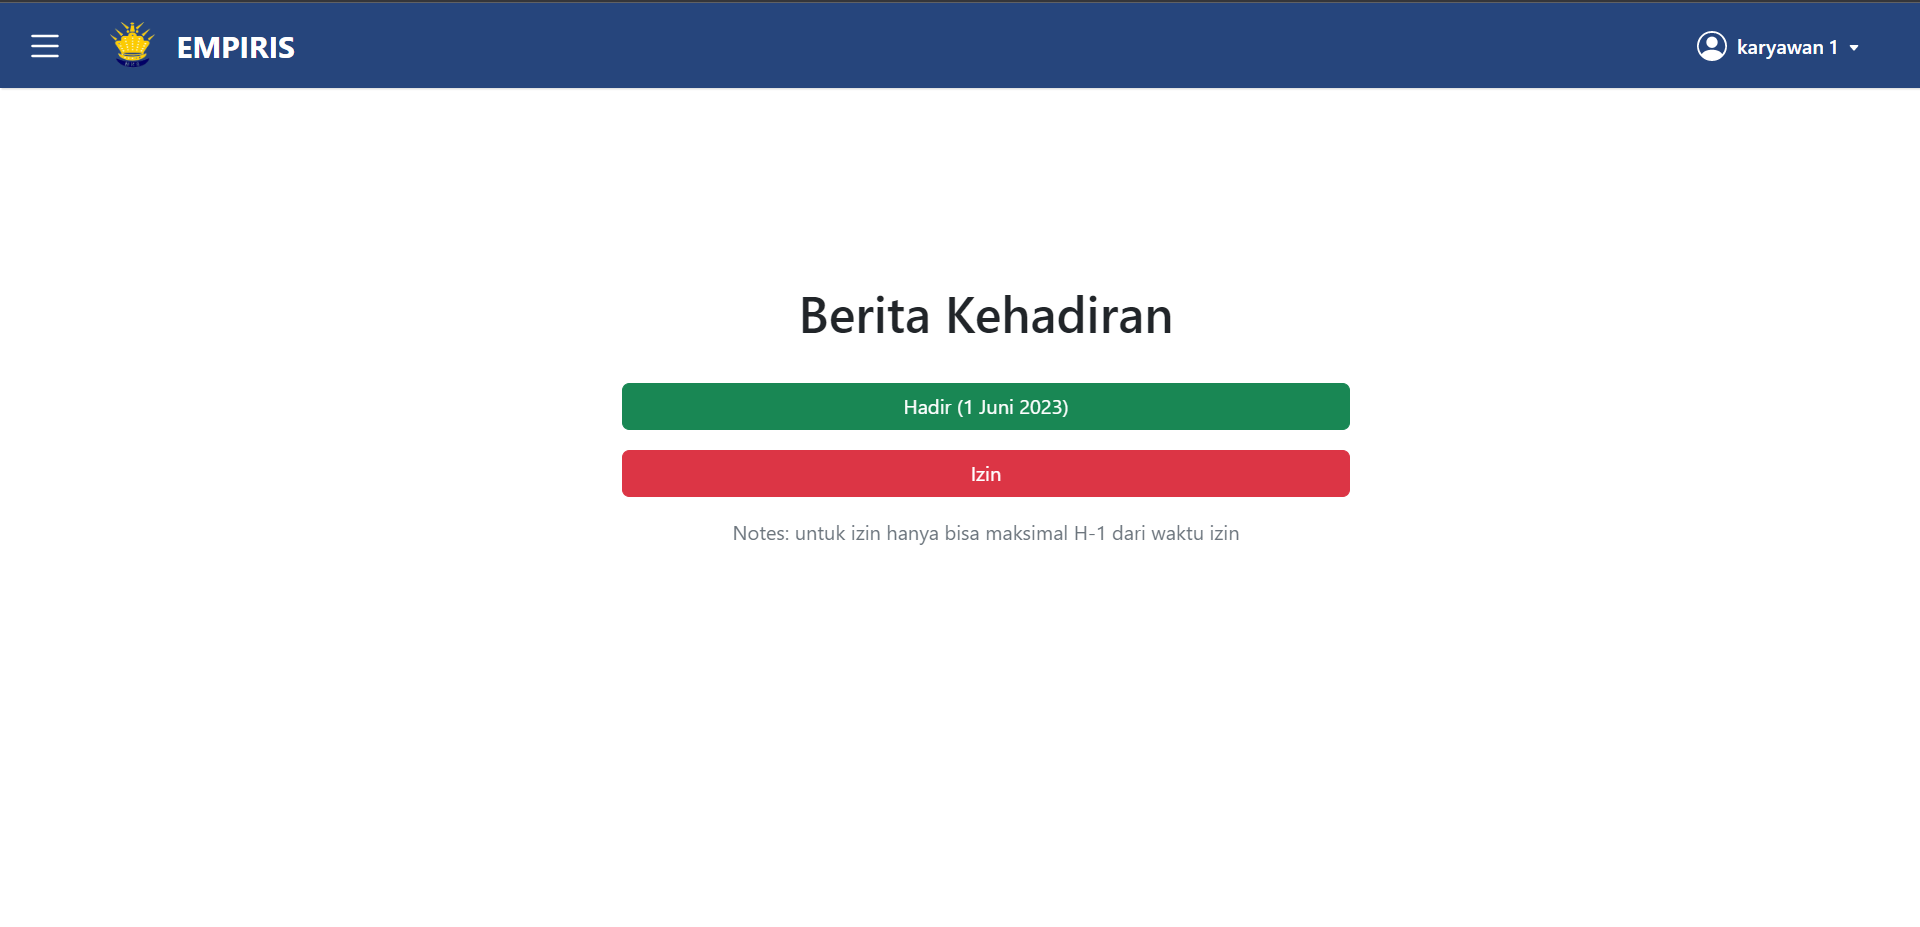 EMPIRIS
karyawan 1
Berita Kehadiran
Hadir (1 Juni 2023)
Izin
Notes: untuk izin hanya bisa maksimal H-1 dari waktu izin